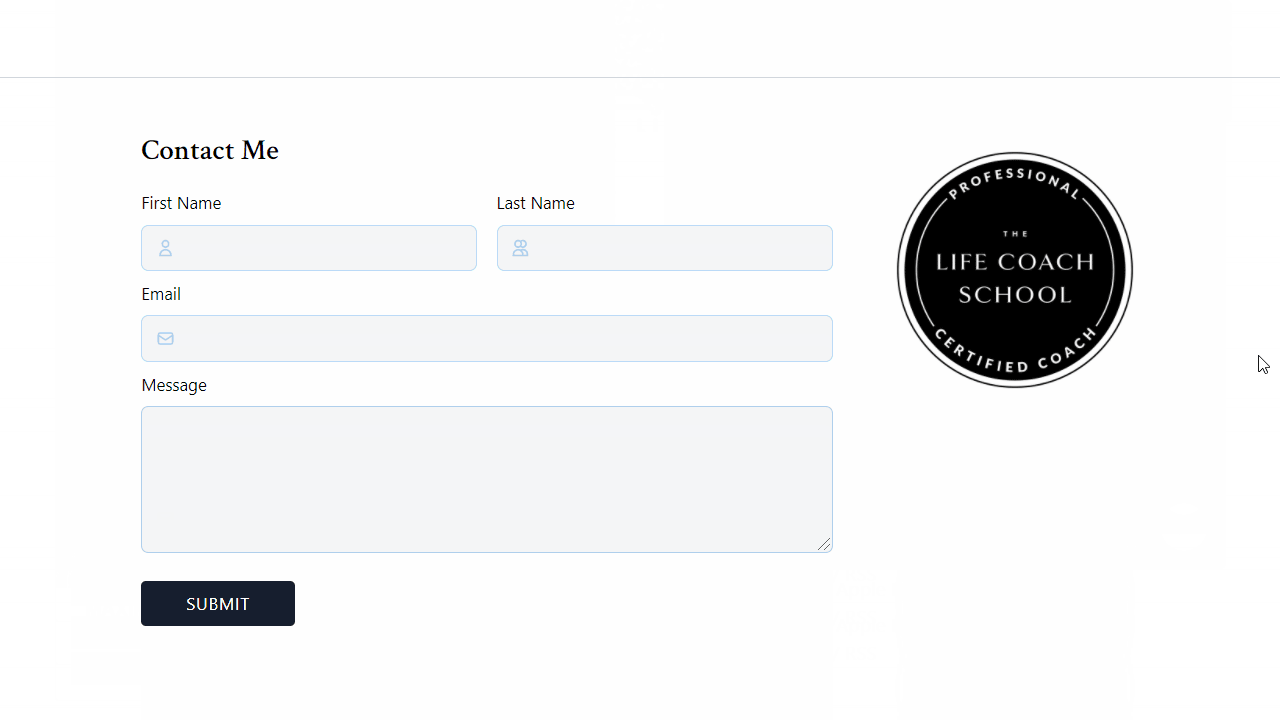 Contact Me
First Name
Last Name
Email
Message
SUBMIT
PROFESSIONAL
THE
LIFE COACH
SCHOOL
CERTIFIED COACH